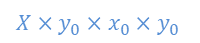 X × y₀ × x₀ × y₀